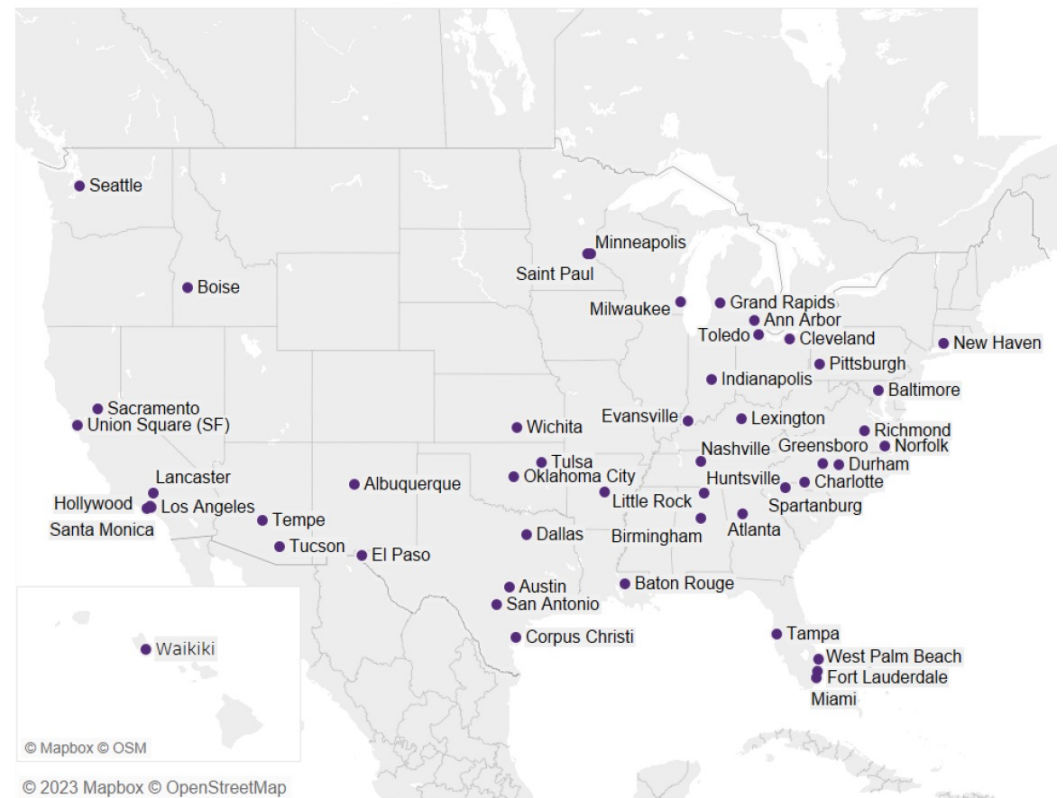 Seattle
Minneapolis
Saint Paul
Boise
Milwaukee
Grand Rapids
Ann Arbor
Toledo
Cleveland
New Haven
Pittsburgh
Indianapolis
Baltimore
Sacramento
Union Square (SF)
Evansville
Lexington
Wichita
Richmond
Greensboro
Norfolk
Nashville
Tulsa
Durham
Lancaster
Oklahoma City
Huntsville
Albuquerque
Charlotte
Hollywood
Los Angeles
Little Rock
Spartanburg
Santa Monica
Tempe
Dallas
Birmingham
Atlanta
Tucson
El Paso
Austin
Baton Rouge
San Antonio
Corpus Christi
Tampa
Waikiki
West Palm Beach
Fort Lauderdale
Miami
© Mapbox © OSM
© 2023 Mapbox © OpenStreetMap